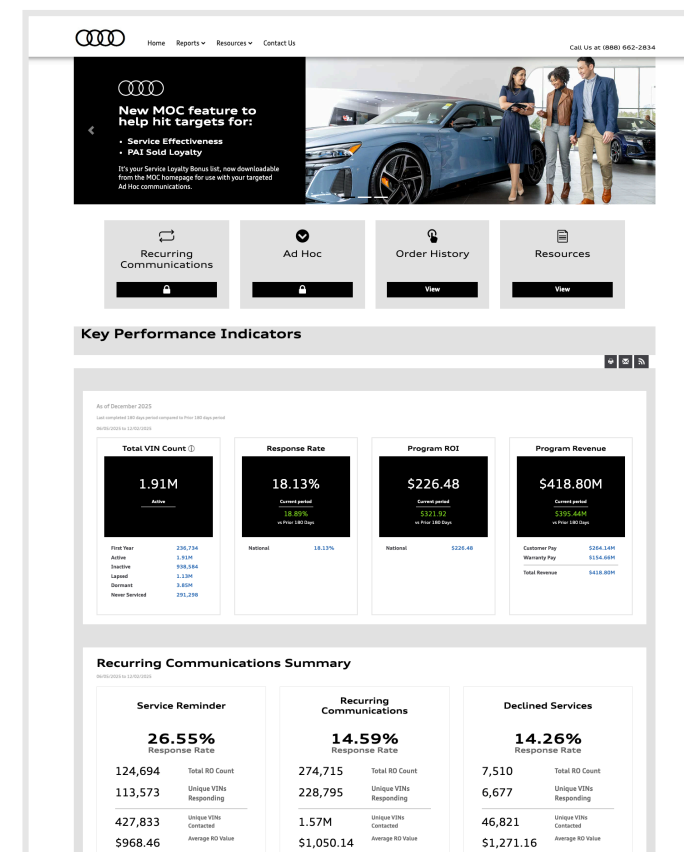 Home Reports Resources Contact Us
Call Us at (888) 662-2834
New MOC feature to
help hit targets for:
• Service Effectiveness
• PAI Sold Loyalty
It's your Service Loyalty Bonus list, now downloadable
from the MOC homepage for use with your targeted
Ad Hoc communications.
Recurring
Communications
Ad Hoc
Order History
View
Resources
View
Key Performance Indicators
As of December 2025
Last completed 180 days period compared to Prior 180 days period
06/05/2025 to 12/02/2025
Total VIN Count
1.91M
Active
First Year 236,734
Active 1.91M
Inactive 938,584
Lapsed 1.13M
Dormant 3.85M
Never Serviced 291,298
Response Rate
18.13%
Current period
18.89%
vs Prior 180 Days
National 18.13%
Program ROI
$226.48
Current period
$321.92
vs Prior 180 Days
National $226.48
Program Revenue
$418.80M
Current period
$395.44M
vs Prior 180 Days
Customer Pay $264.14M
Warranty Pay $154.66M
Total Revenue $418.80M
Recurring Communications Summary
06/05/2025 to 12/02/2025
Service Reminder
26.55%
Response Rate
124,694 Total RO Count
113,573 Unique VINs
Responding
427,833 Unique VINs
Contacted
$968.46 Average RO Value
Recurring
Communications
14.59%
Response Rate
274,715 Total RO Count
228,795 Unique VINs
Responding
1.57M Unique VINs
Contacted
$1,050.14 Average RO Value
Declined Services
14.26%
Response Rate
7,510 Total RO Count
6,677 Unique VINs
Responding
46,821 Unique VINs
Contacted
$1,271.16 Average RO Value